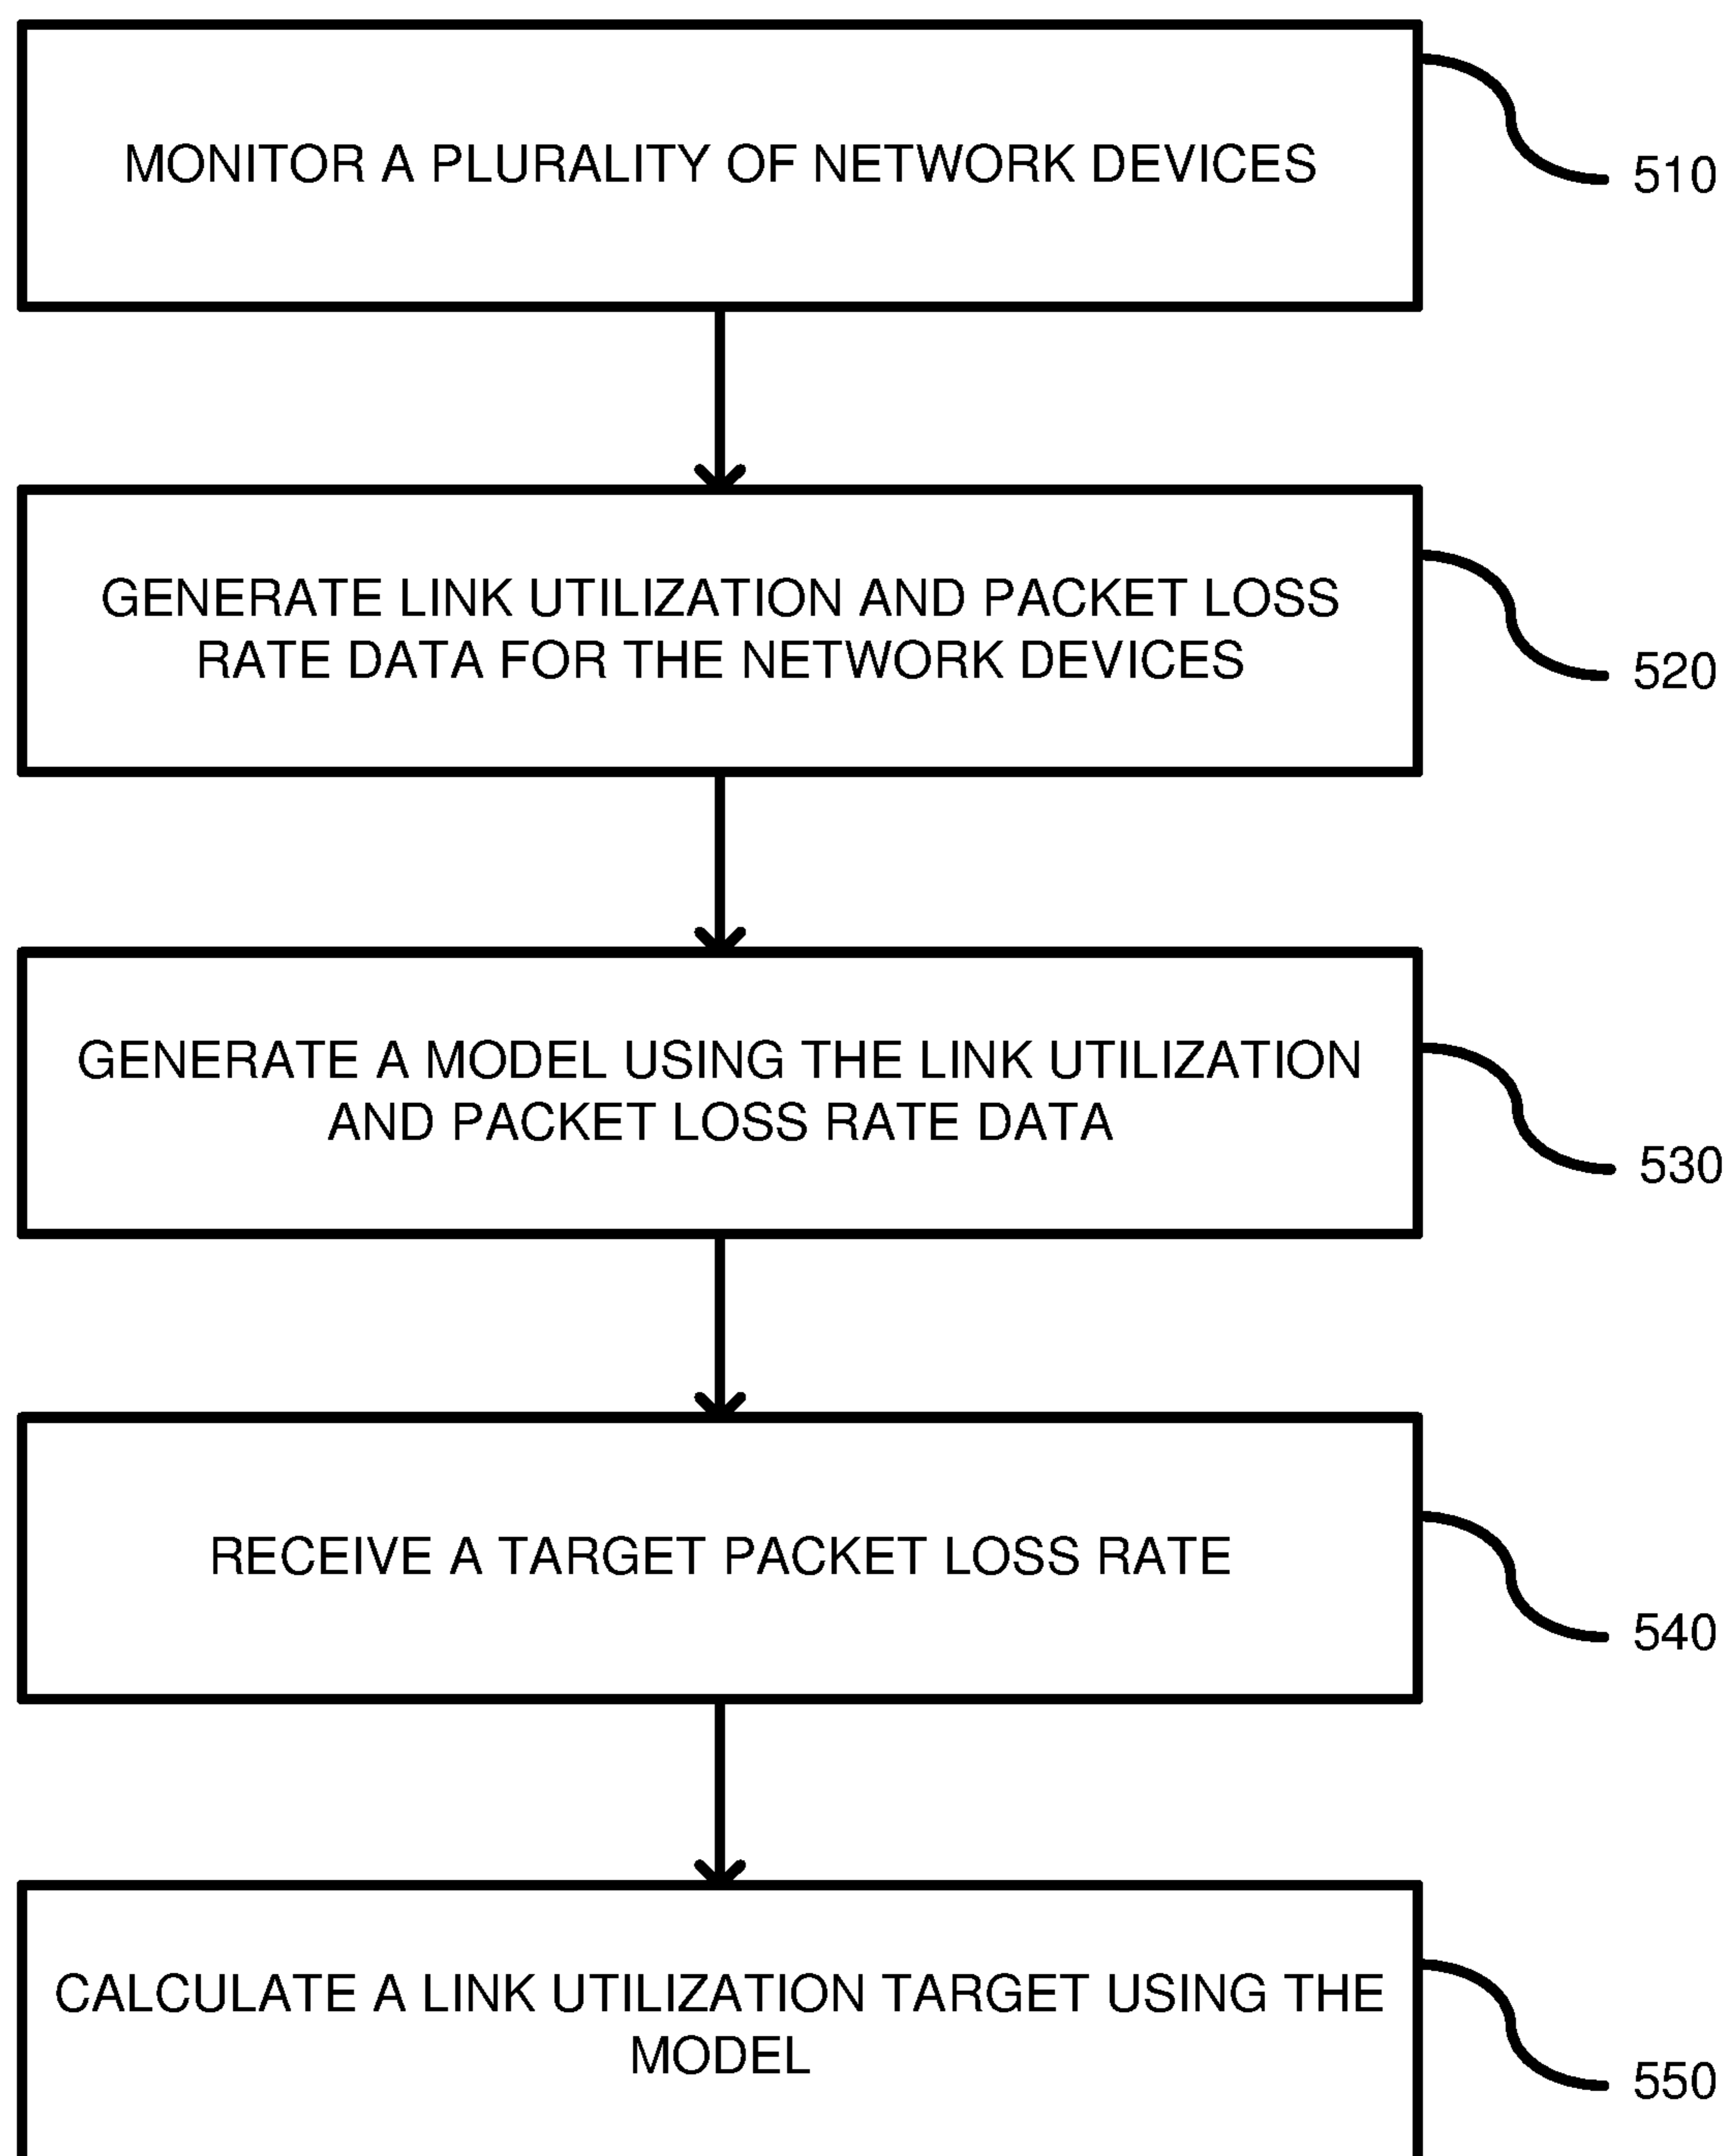 MONITOR A PLURALITY OF NETWORK DEVICES
510
GENERATE LINK UTILIZATION AND PACKET LOSS
RATE DATA FOR THE NETWORK DEVICES
520
GENERATE A MODEL USING THE LINK UTILIZATION
AND PACKET LOSS RATE DATA
530
RECEIVE A TARGET PACKET LOSS RATE
540
CALCULATE A LINK UTILIZATION TARGET USING THE
MODEL
550